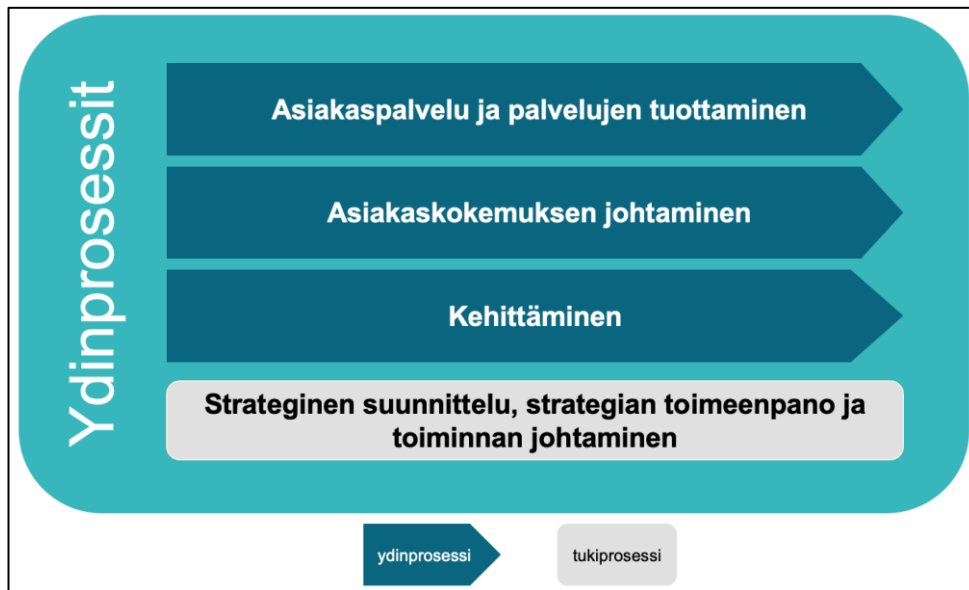 Ydinprosessit
Asiakaspalvelu ja palvelujen tuottaminen
Asiakaskokemuksen johtaminen
Kehittäminen
Strateginen suunnittelu, strategian toimeenpano ja
toiminnan johtaminen
ydinprosessi
tukiprosessi